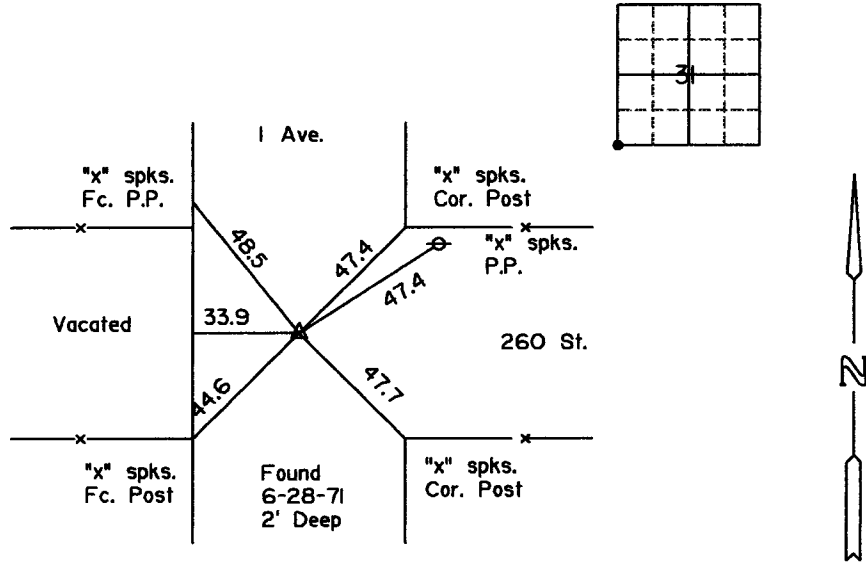 31
1 Ave.
"x" spks.
Fc. P.P.
"x" spks.
Cor. Post
"x" spks.
P.P.
48.5
47.4
47.4
Vacated
33.9
260 St.
44.6
47.7
"x" spks.
Fc. Post
Found
6-28-71
2' Deep
"x" spks.
Cor. Post
N